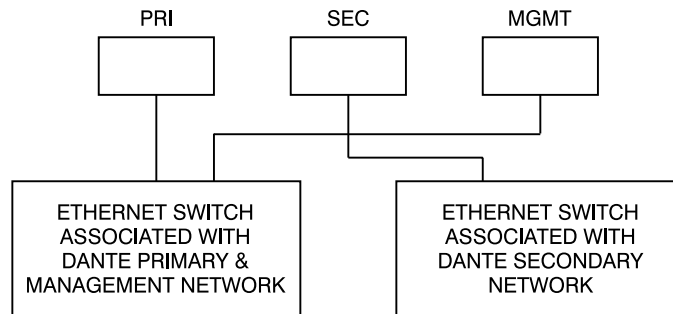 PRI
SEC
MGMT
ETHERNET SWITCH
ASSOCIATED WITH
DANTE PRIMARY &
MANAGEMENT NETWORK
ETHERNET SWITCH
ASSOCIATED WITH
DANTE SECONDARY
NETWORK